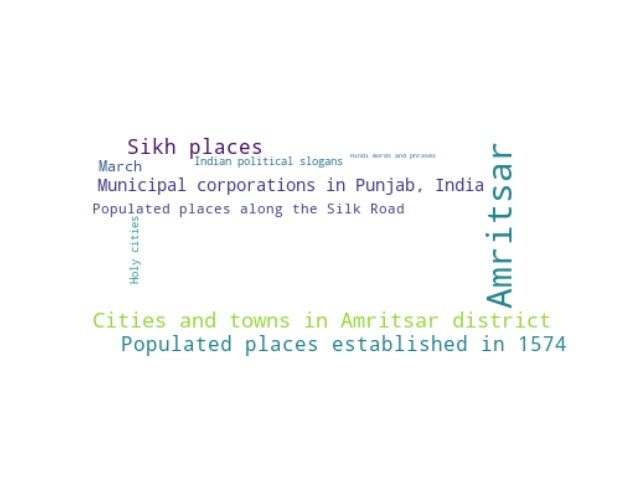 Sikh places
Hindi words and phrases
Indian political slogans
March
Municipal corporations in Punjab, India
Populated places along the Silk Road
Holy cities
Amritsar
Cities and towns in Amritsar district
Populated places established in 1574